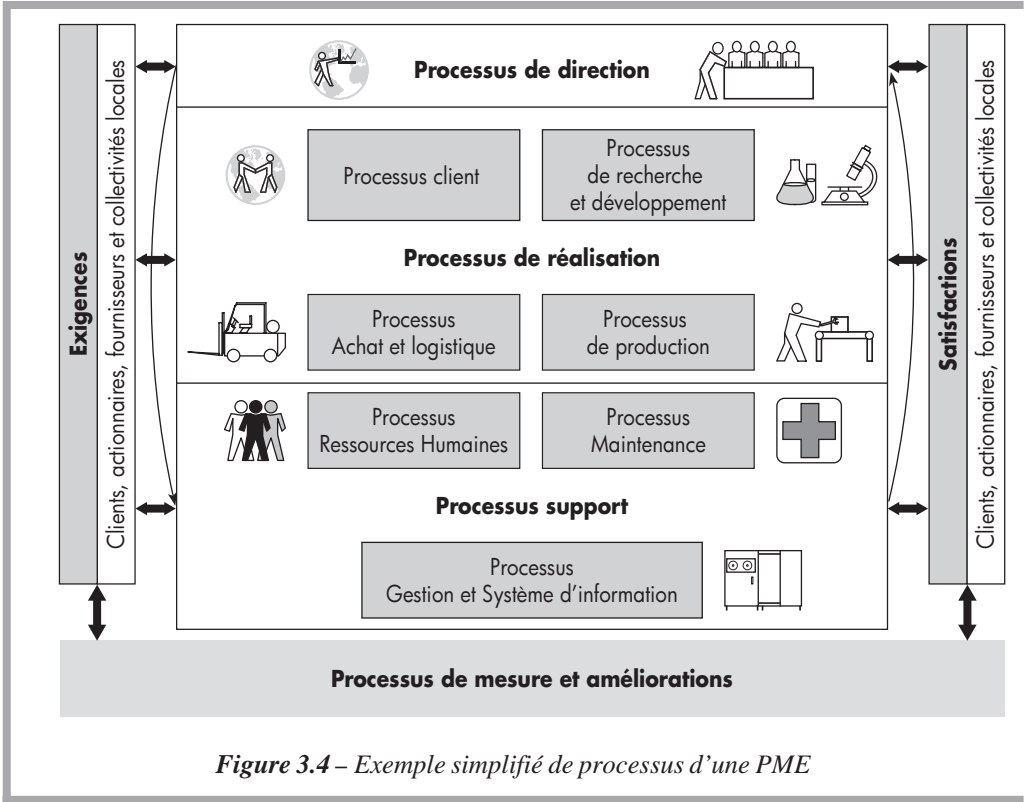 Exigences
Clients, actionnaires, fournisseurs et collectivités locales
Processus de direction
Processus client
Processus
de recherche
et développement
Processus de réalisation
Processus
Achat et logistique
Processus
de production
Processus
Ressources Humaines
Processus
Maintenance
Processus support
Processus
Gestion et Système d'information
Satisfactions
Clients, actionnaires, fournisseurs et collectivités locales
Processus de mesure et améliorations
Figure 3.4 – Exemple simplifié de processus d'une PME